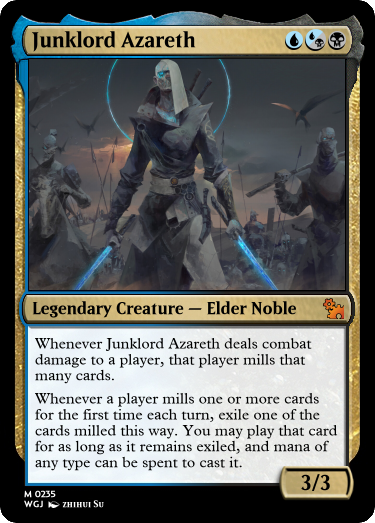 Junklord Azareth
Legendary Creature — Elder Noble
Whenever Junklord Azareth deals combat
damage to a player, that player mills that
many cards.
Whenever a player mills one or more cards
for the first time each turn, exile one of the
cards milled this way. You may play that card
for as long as it remains exiled, and mana of
any type can be spent to cast it.
3/3
M 0235
WGJ zhihui Su